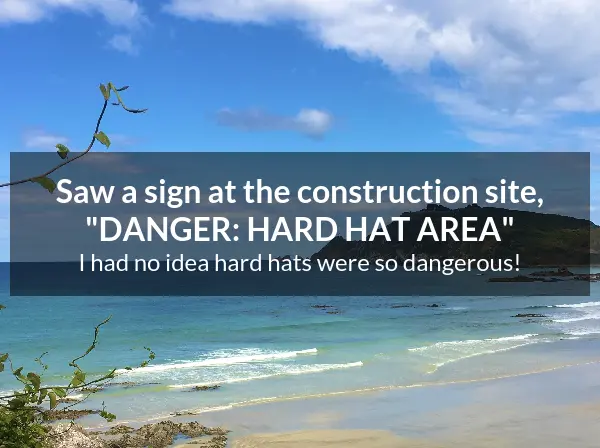 Saw a sign at the construction site,
"DANGER: HARD HAT AREA"
I had no idea hard hats were so dangerous!